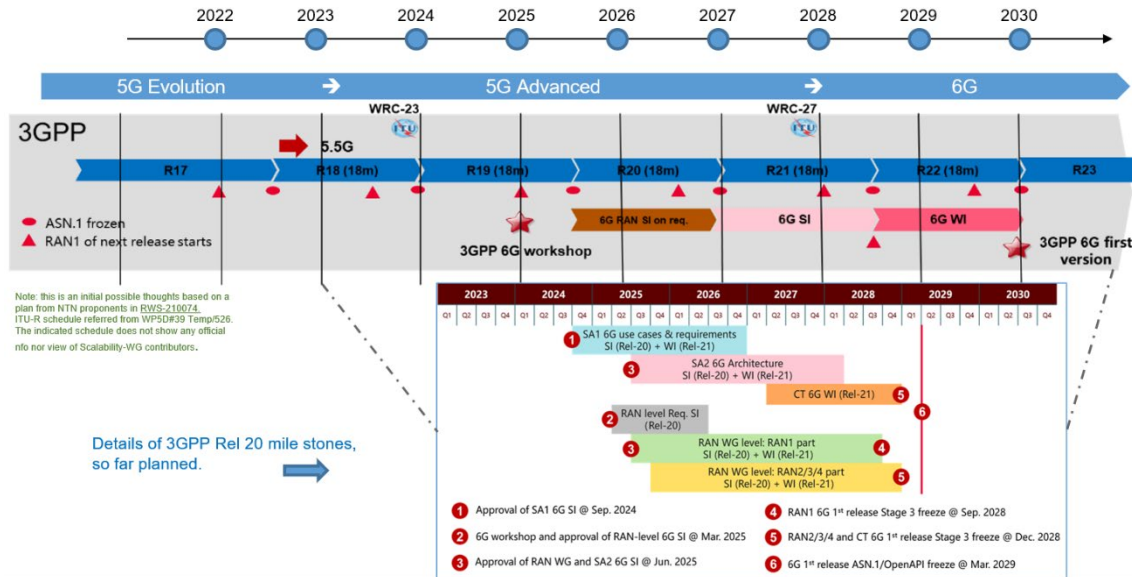 2022 2023 2024 2025 2026 2027 2028 2029 2030
5G Evolution → 5G Advanced → 6G
WRC-23 WRC-27
ITU ITU
3GPP
5.5G
R17 R18 (18m) R19 (18m) R20 (18m) R21 (18m) R22 (18m) R23
ASN.1 frozen
RAN1 of next release starts
6G RAN SI on req. 6G SI 6G WI
3GPP 6G workshop
3GPP 6G first
version
Note: this is an initial possible thoughts based on a
plan from NTN proponents in RWS-210074.
ITU-R schedule referred from WP5D#39 Temp/526.
The indicated schedule does not show any official
nfo nor view of Scalability-WG contributors.
2023 2024 2025 2026 2027 2028 2029 2030
Q1 Q2 Q3 Q4 Q1 Q2 Q3 Q4 Q1 Q2 Q3 Q4 Q1 Q2 Q3 Q4 Q1 Q2 Q3 Q4 Q1 Q2 Q3 Q4 Q1 Q2 Q3 Q4 Q1 Q2 Q3 Q4
1 SA1 6G use cases & requirements
SI (Rel-20) + WI (Rel-21)
3 SA2 6G Architecture
SI (Rel-20) + WI (Rel-21)
CT 6G WI (Rel-21) 5
6
2 RAN level Req. SI
(Rel-20)
3 RAN WG level: RAN1 part 4
SI (Rel-20) + WI (Rel-21)
RAN WG level: RAN2/3/4 part 5
SI (Rel-20) + WI (Rel-21)
Details of 3GPP Rel 20 mile stones,
so far planned.
1 Approval of SA1 6G SI @ Sep. 2024
2 6G workshop and approval of RAN-level 6G SI @ Mar. 2025
3 Approval of RAN WG and SA2 6G SI @ Jun. 2025
4 RAN1 6G 1st release Stage 3 freeze @ Sep. 2028
5 RAN2/3/4 and CT 6G 1st release Stage 3 freeze @ Dec. 2028
6 6G 1st release ASN.1/OpenAPI freeze @ Mar. 2029